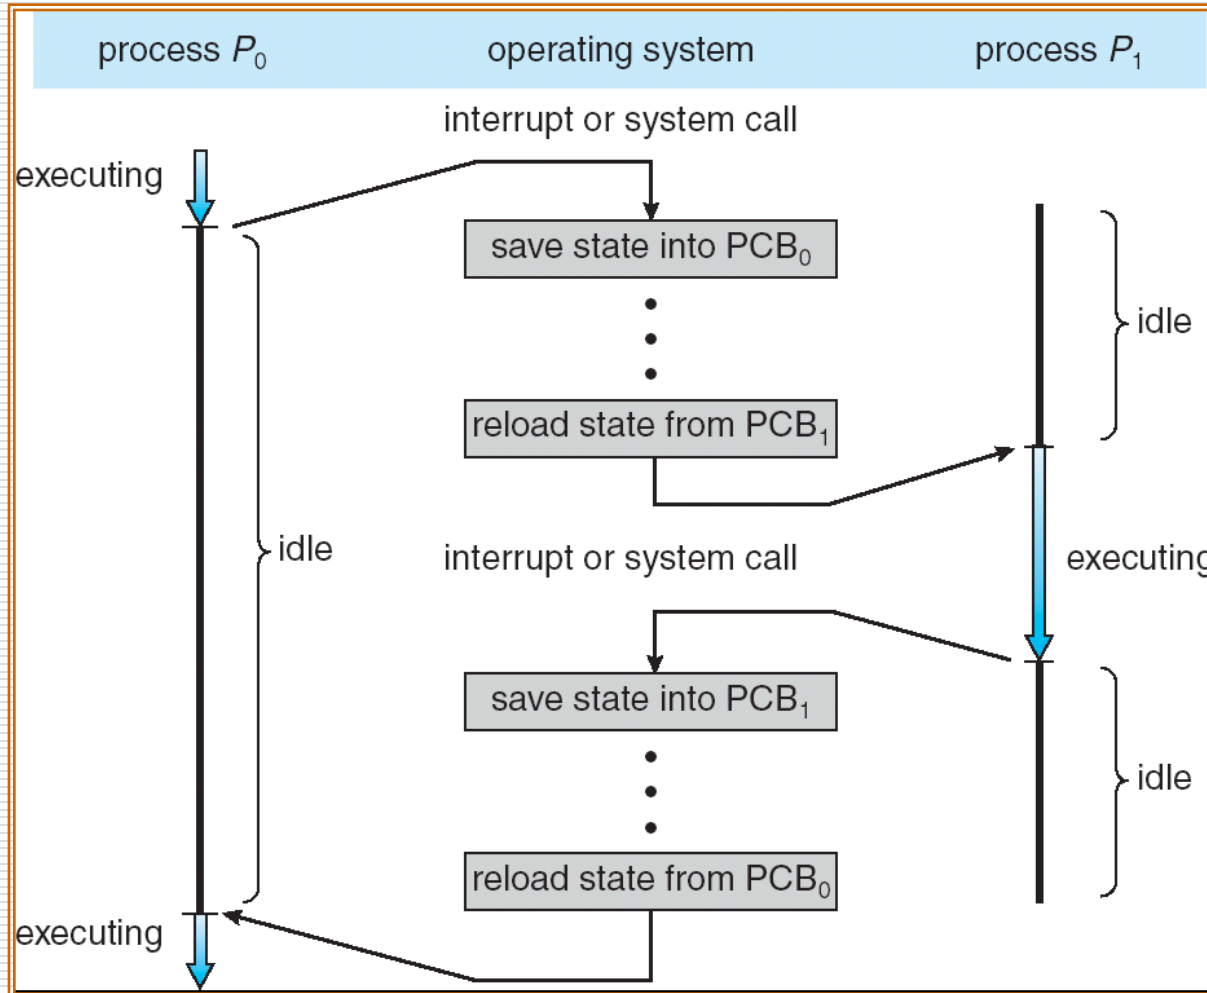 process P₀ operating system process P₁
interrupt or system call
executing
save state into PCB₀
idle
reload state from PCB₁
idle
interrupt or system call
executing
save state into PCB₁
idle
reload state from PCB₀
executing